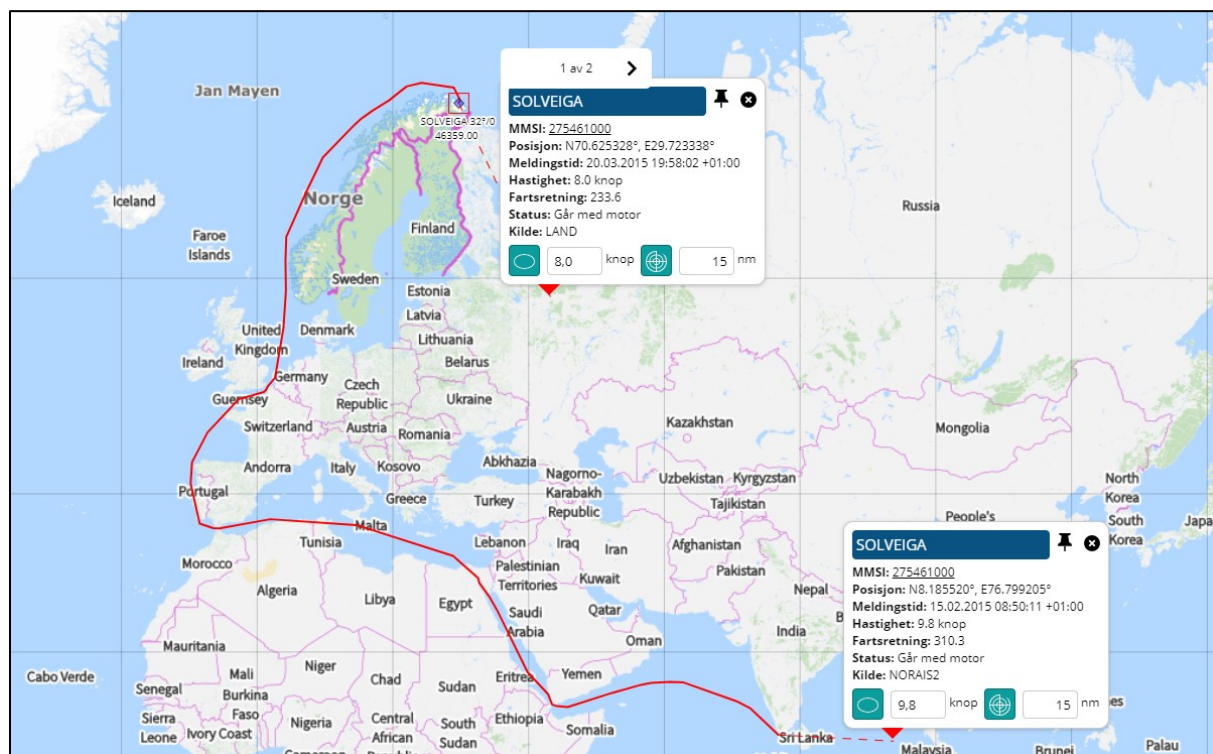 Jan Mayen
1 av 2
SOLVEIGA
MMSI: 275461000
Posisjon: N70.625328°, E29.723338°
Meldingstid: 20.03.2015 19:58:02 +01:00
Hastighet: 8.0 knop
Fartsretning: 233.6
Status: Går med motor
Kilde: LAND
8,0 knop 15 nm
SOLVEIGA 32°/0
46359.00
Iceland
Norge
Russia
Faroe
Islands
Finland
Sweden
Estonia
Latvia
Lithuania
Belarus
United
Kingdom
Denmark
Ireland
Germany
Czech
Republic
Ukraine
Guernsey
Switzerland
Austria
Romania
Kazakhstan
Mongolia
Andorra
Italy
Kosovo
Abkhazia
Nagorno-
Karabakh
Republic
Uzbekistan
Kyrgyzstan
Tajikistan
North
Korea
South
Korea
Japa
Portugal
Greece
Turkey
Malta
Tunisia
Lebanon
Iraq
Iran
Afghanistan
People's
Morocco
Palestinian
Territories
Kuwait
Pakistan
Nepal
Algeria
Libya
Egypt
Saudi
Arabia
Qatar
India
B
Oman
Mauritania
Cabo Verde
Mali
Niger
Chad
Sudan
Eritrea
Yemen
Senegal
Burkina
Faso
Sierra
Leone
Ivory Coast
Nigeria
Central
African
South
Sudan
Ethiopia
Somalia
Sri Lanka
SOLVEIGA
MMSI: 275461000
Posisjon: N8.185520°, E76.799205°
Meldingstid: 15.02.2015 08:50:11 +01:00
Hastighet: 9.8 knop
Fartsretning: 310.3
Status: Går med motor
Kilde: NORAIS2
9,8 knop 15 nm
es
Malaysia
Brunei
Palau